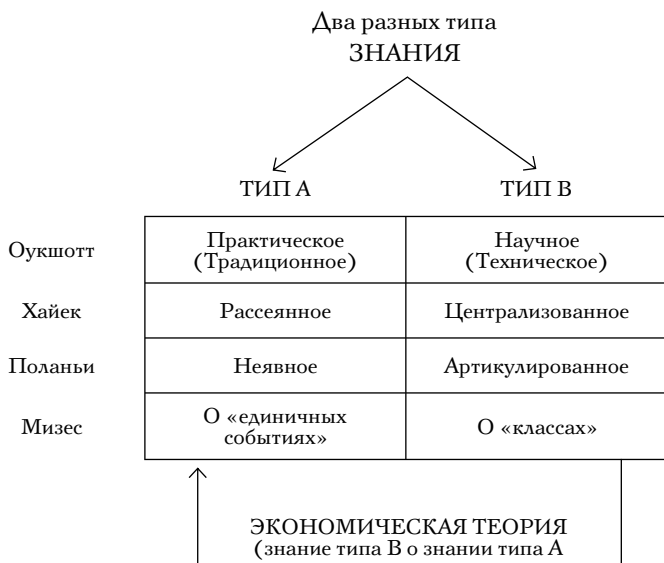 Два разных типа
ЗНАНИЯ
ТИП А
ТИП В
Оукшотт
Практическое
(Традиционное)
Научное
(Техническое)
Хайек
Рассеянное
Централизованное
Поланьи
Неявное
Артикулированное
Мизес
О «единичных
событиях»
О «классах»
ЭКОНОМИЧЕСКАЯ ТЕОРИЯ
(знание типа В о знании типа А